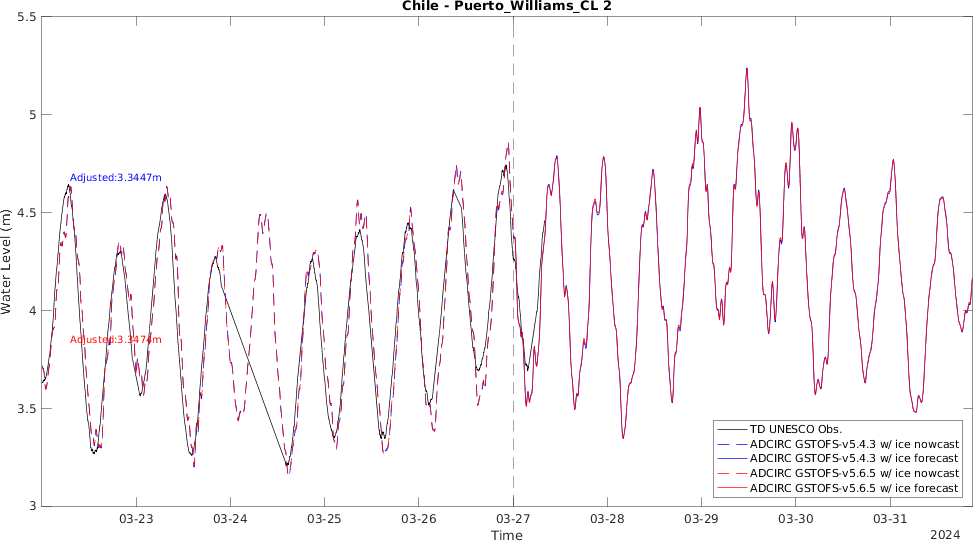 Chile - Puerto_Williams_CL 2
5.5
5
4.5
4
3.5
3
Water Level (m)
Adjusted:3.3447m
Adjusted:3.3474m
TD UNESCO Obs.
ADCIRC GSTOFS-v5.4.3 w/ ice nowcast
ADCIRC GSTOFS-v5.4.3 w/ ice forecast
ADCIRC GSTOFS-v5.6.5 w/ ice nowcast
ADCIRC GSTOFS-v5.6.5 w/ ice forecast
03-23 03-24 03-25 03-26 03-27 03-28 03-29 03-30 03-31
Time
2024